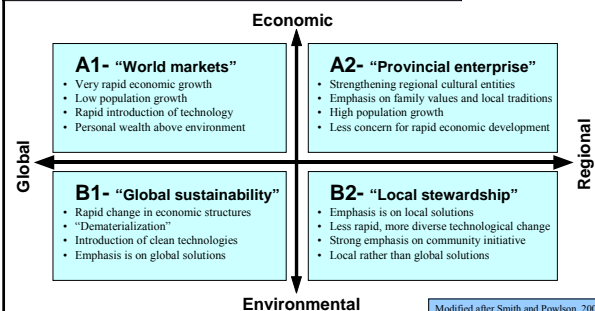 Economic
A1- “World markets”
• Very rapid economic growth
• Low population growth
• Rapid introduction of technology
• Personal wealth above environment
A2- “Provincial enterprise”
• Strengthening regional cultural entities
• Emphasis on family values and local traditions
• High population growth
• Less concern for rapid economic development
Global
Regional
B1- “Global sustainability”
• Rapid change in economic structures
• “Dematerialization”
• Introduction of clean technologies
• Emphasis is on global solutions
B2- “Local stewardship”
• Emphasis is on local solutions
• Less rapid, more diverse technological change
• Strong emphasis on community initiative
• Local rather than global solutions
Environmental
Modified after Smith and Powlson, 200